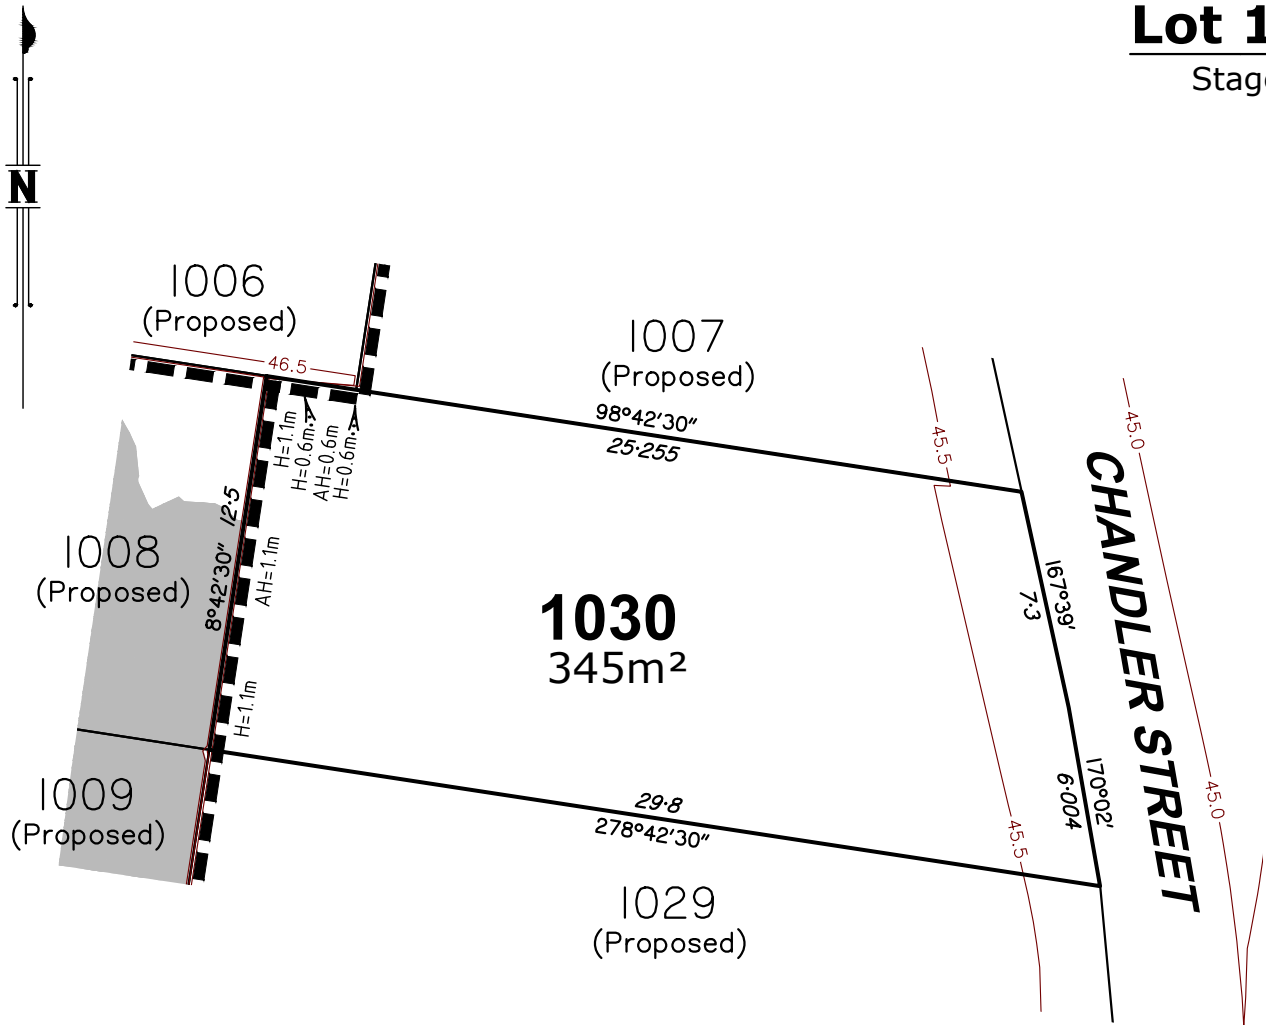 Lot 1
Stage
N
1006
(Proposed)
46.5
1007
(Proposed)
98°42'30"
25·255
45.5
45.0
H=1.1m
H=0.6m
AH=0.6m
H=0.6m
12·5
8°42'30"
AH=1.1m
H=1.1m
1008
(Proposed)
1030
345m²
167°39'
7·3
CHANDLER STREET
170°02'
6·004
45.0
45.5
1009
(Proposed)
29·8
278°42'30"
1029
(Proposed)